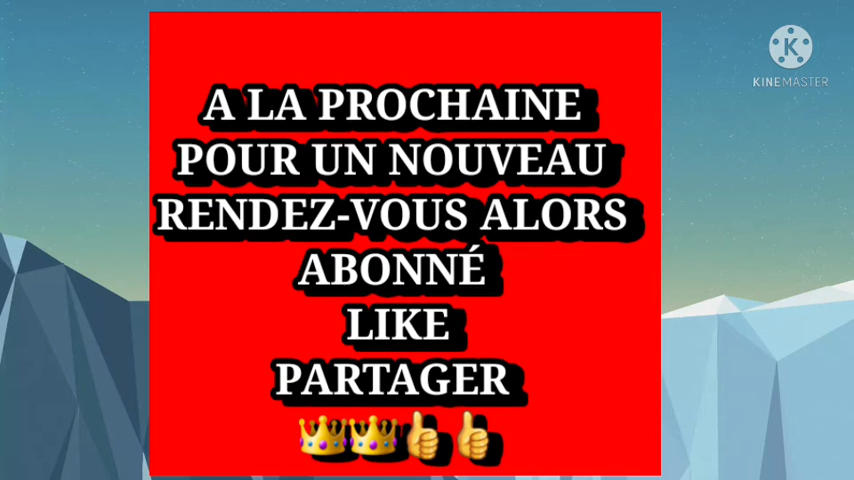 A LA PROCHAINE
POUR UN NOUVEAU
RENDEZ-VOUS ALORS
ABONNÉ
LIKE
PARTAGER
👑👑👍👍
K
KINEMASTER